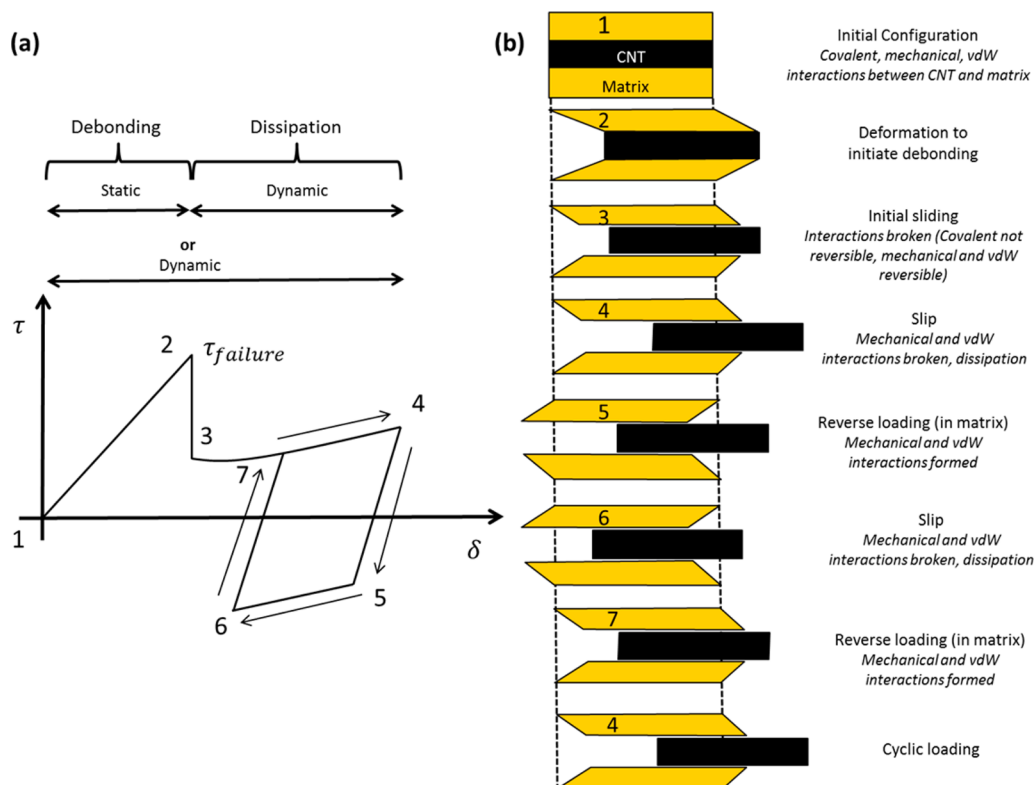 (a)
Debonding
Dissipation
Static
Dynamic
or
Dynamic
τ
2
τ_failure
3
4
7
1
δ
5
6
(b)
1
CNT
Matrix
Initial Configuration
Covalent, mechanical, vdW
interactions between CNT and matrix
2
Deformation to
initiate debonding
3
Initial sliding
Interactions broken (Covalent not
reversible, mechanical and vdW
reversible)
4
Slip
Mechanical and vdW
interactions broken, dissipation
5
Reverse loading (in matrix)
Mechanical and vdW
interactions formed
6
Slip
Mechanical and vdW
interactions broken, dissipation
7
Reverse loading (in matrix)
Mechanical and vdW
interactions formed
4
Cyclic loading